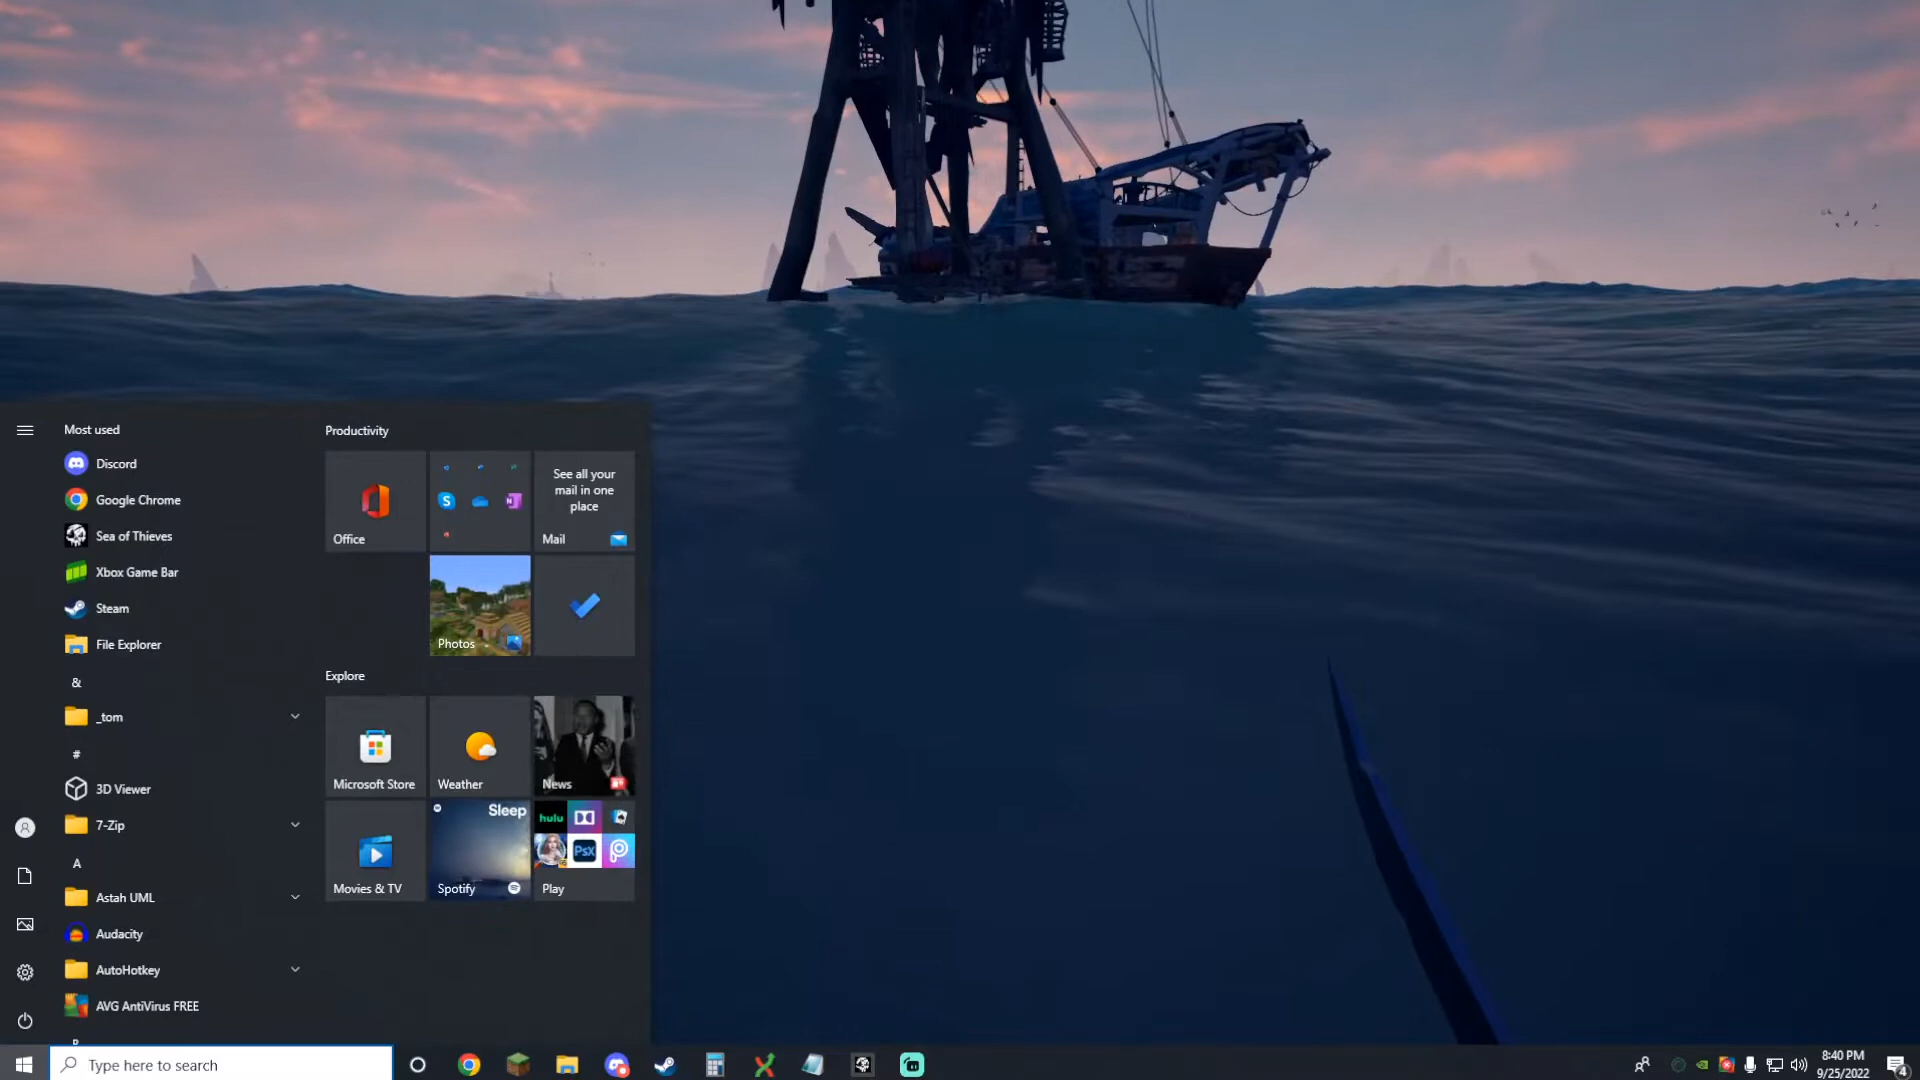 Most used
Discord
Google Chrome
Sea of Thieves
Xbox Game Bar
Steam
File Explorer
&
_tom
#
3D Viewer
7-Zip
A
Astah UML
Audacity
AutoHotkey
AVG AntiVirus FREE
Productivity
Office
S
N
See all your
mail in one
place
Mail
Photos
Explore
Microsoft Store
Weather
News
Movies & TV
Sleep
Spotify
hulu
PsX
Play
Type here to search
8:40 PM
9/25/2022
4